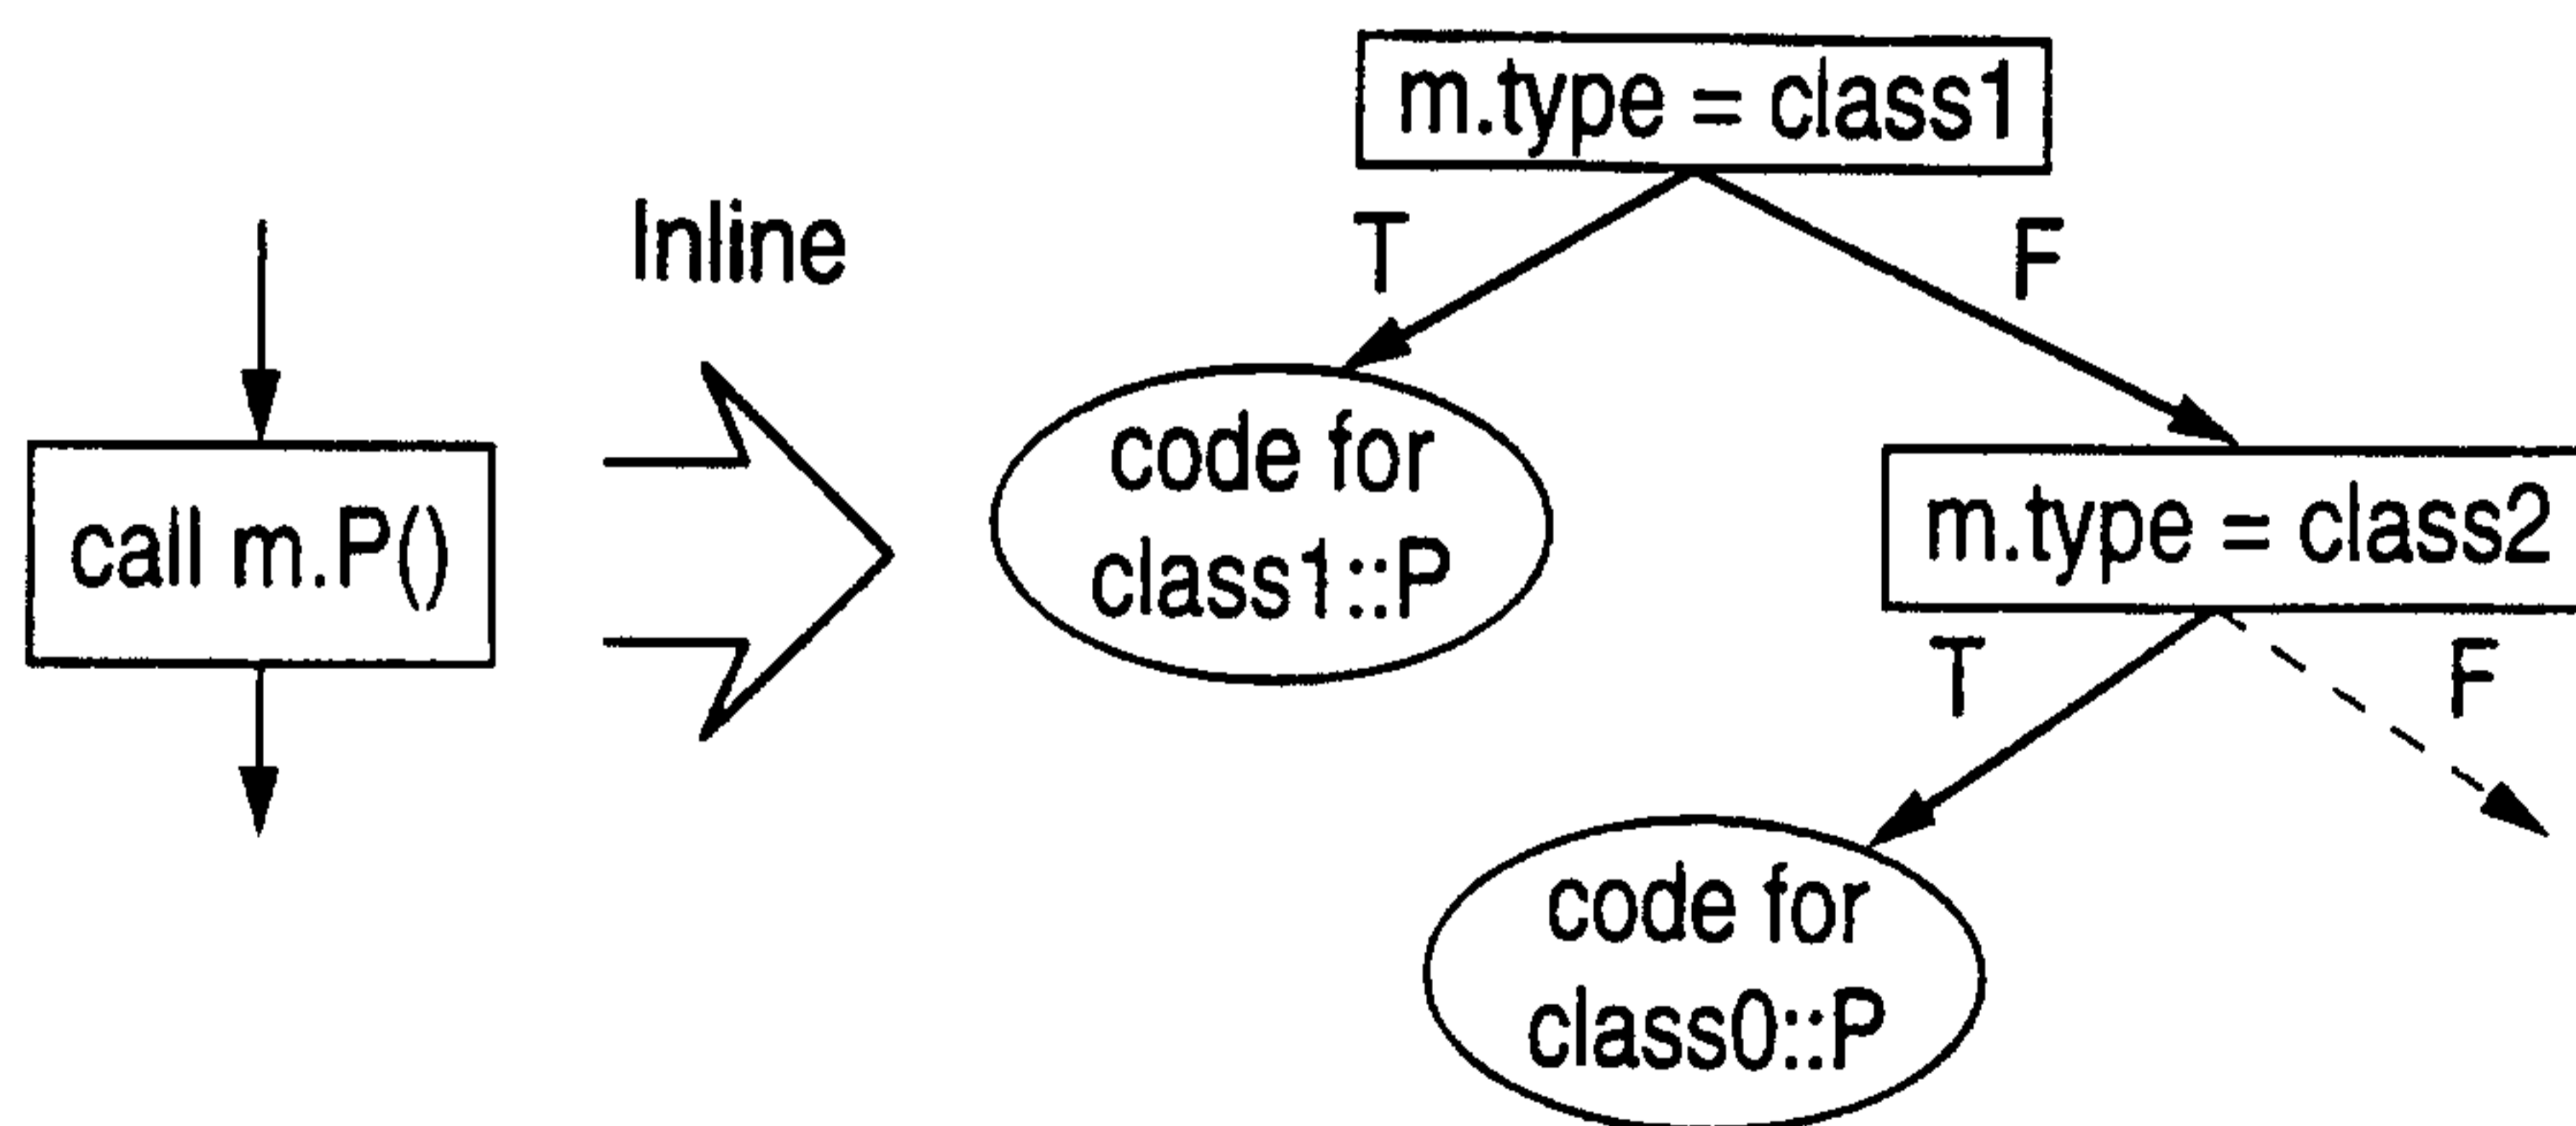 m.type = class1
Inline
T
F
code for
class1::P
call m.P()
m.type = class2
T
F
code for
class0::P